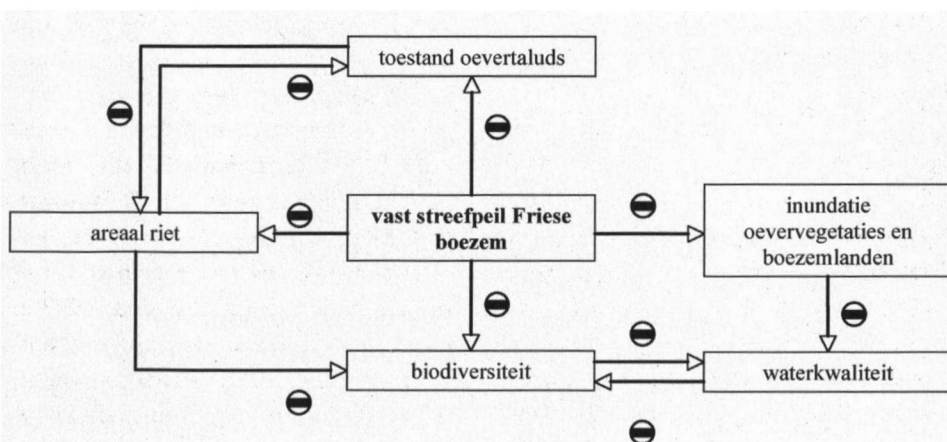 toestand oevertaluds
areaal riet
vast streefpeil Friese
boezem
inundatie
oevervegetaties en
boezemlanden
biodiversiteit
waterkwaliteit